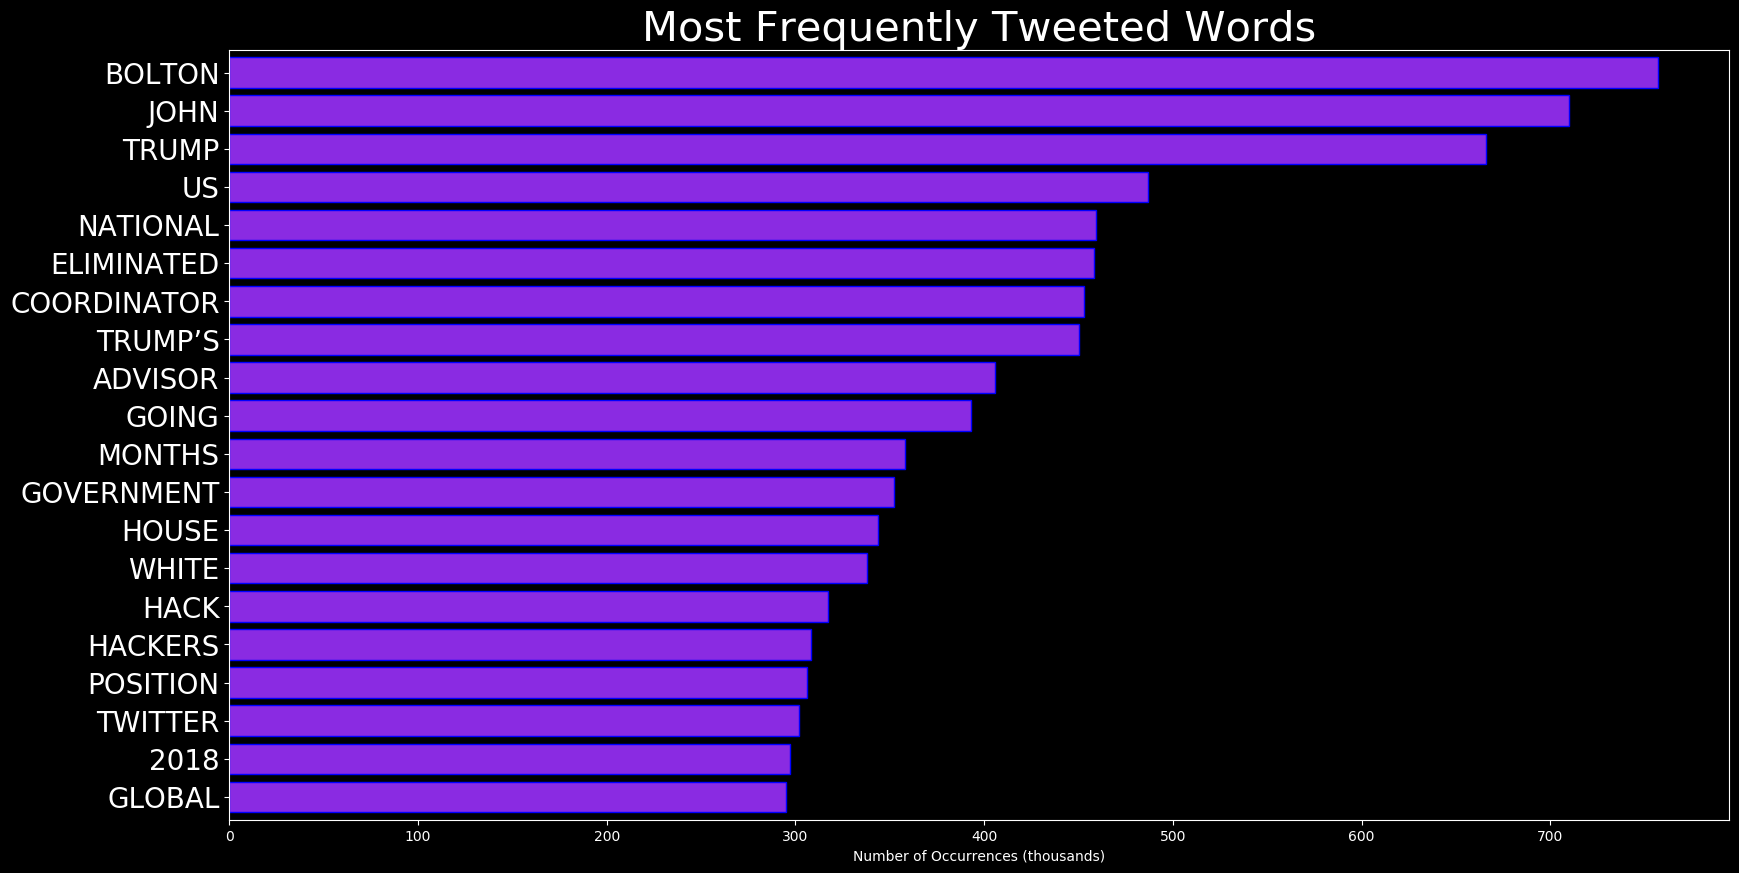 Most Frequently Tweeted Words
BOLTON
JOHN
TRUMP
US
NATIONAL
ELIMINATED
COORDINATOR
TRUMP’S
ADVISOR
GOING
MONTHS
GOVERNMENT
HOUSE
WHITE
HACK
HACKERS
POSITION
TWITTER
2018
GLOBAL
0 100 200 300 400 500 600 700
Number of Occurrences (thousands)